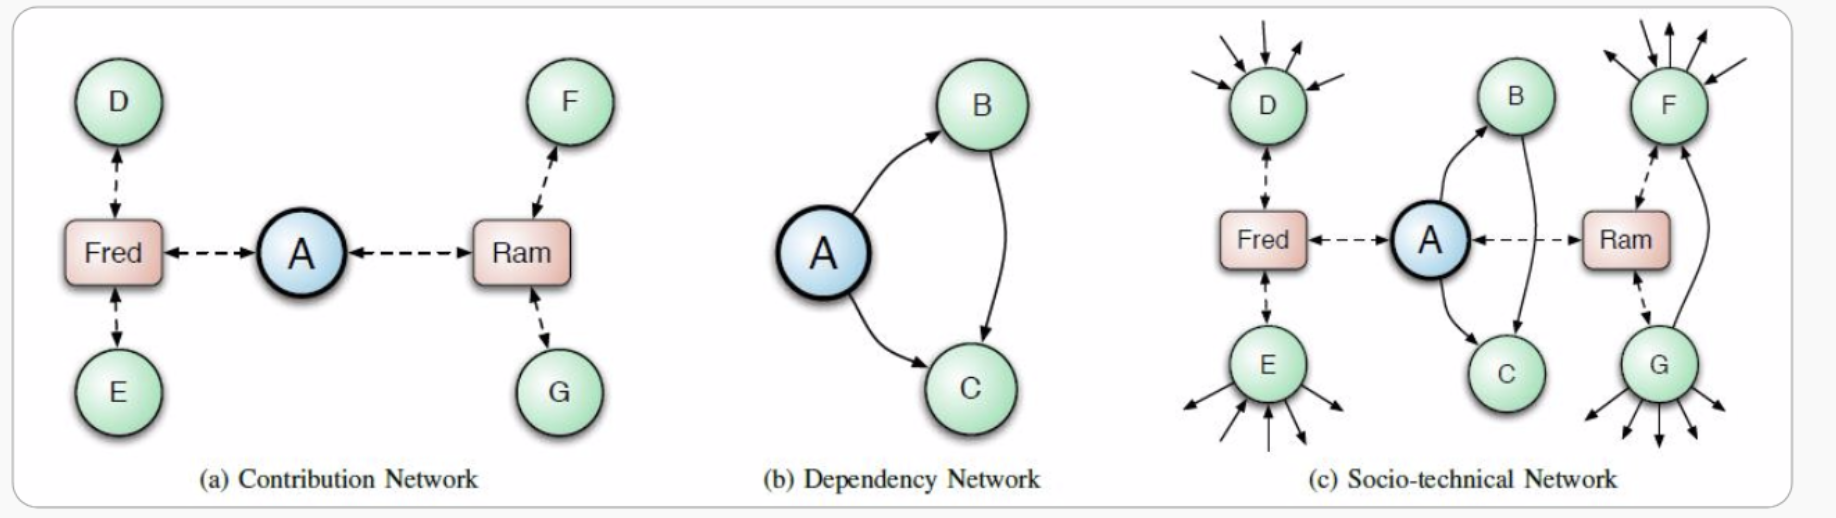 D
F
Fred
A
Ram
E
G
(a) Contribution Network
B
A
C
(b) Dependency Network
D
B
F
Fred
A
Ram
E
C
G
(c) Socio-technical Network